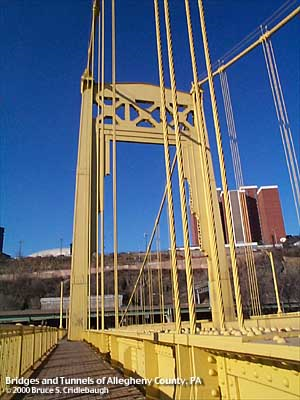 Bridges and Tunnels of Allegheny County, PA
©2000 Bruce S. Cridlebaugh